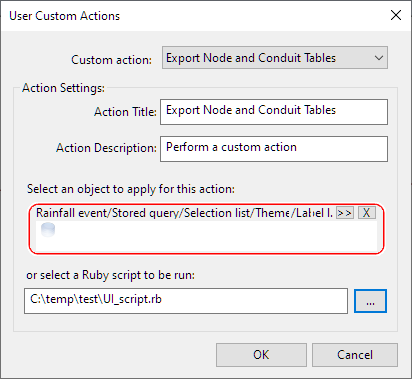 User Custom Actions
Custom action: Export Node and Conduit Tables
Action Settings:
Action Title: Export Node and Conduit Tables
Action Description: Perform a custom action
Select an object to apply for this action:
Rainfall event/Stored query/Selection list/Theme/Label l. >> X
or select a Ruby script to be run:
C:\temp\test\UI_script.rb ...
OK Cancel